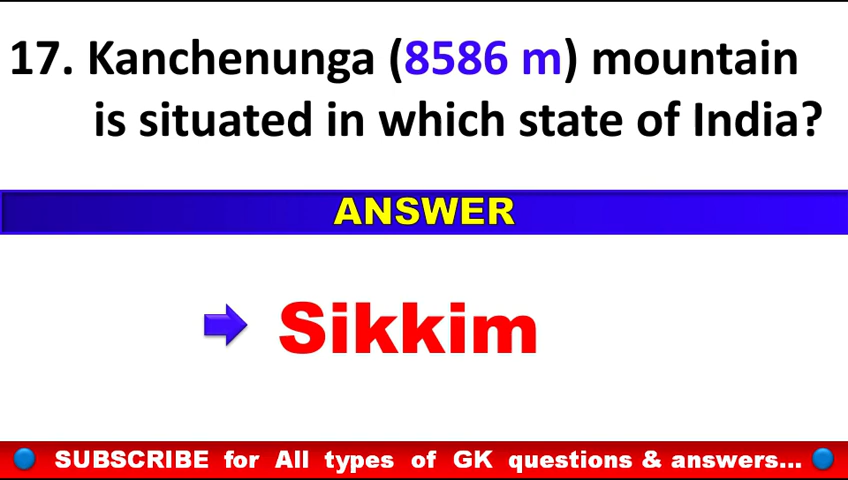 17. Kanchenunga (8586 m) mountain
is situated in which state of India?
ANSWER
Sikkim
SUBSCRIBE for All types of GK questions & answers...